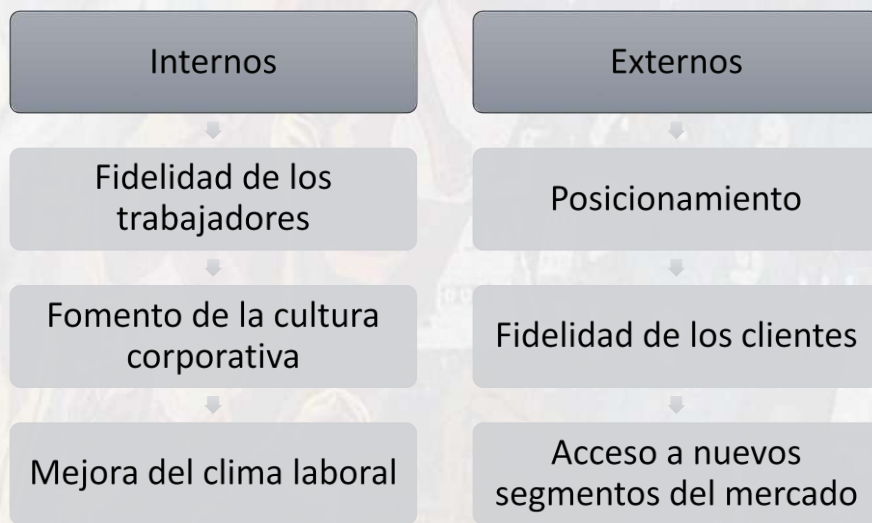 Internos
Fidelidad de los
trabajadores
Fomento de la cultura
corporativa
Mejora del clima laboral
Externos
Posicionamiento
Fidelidad de los clientes
Acceso a nuevos
segmentos del mercado